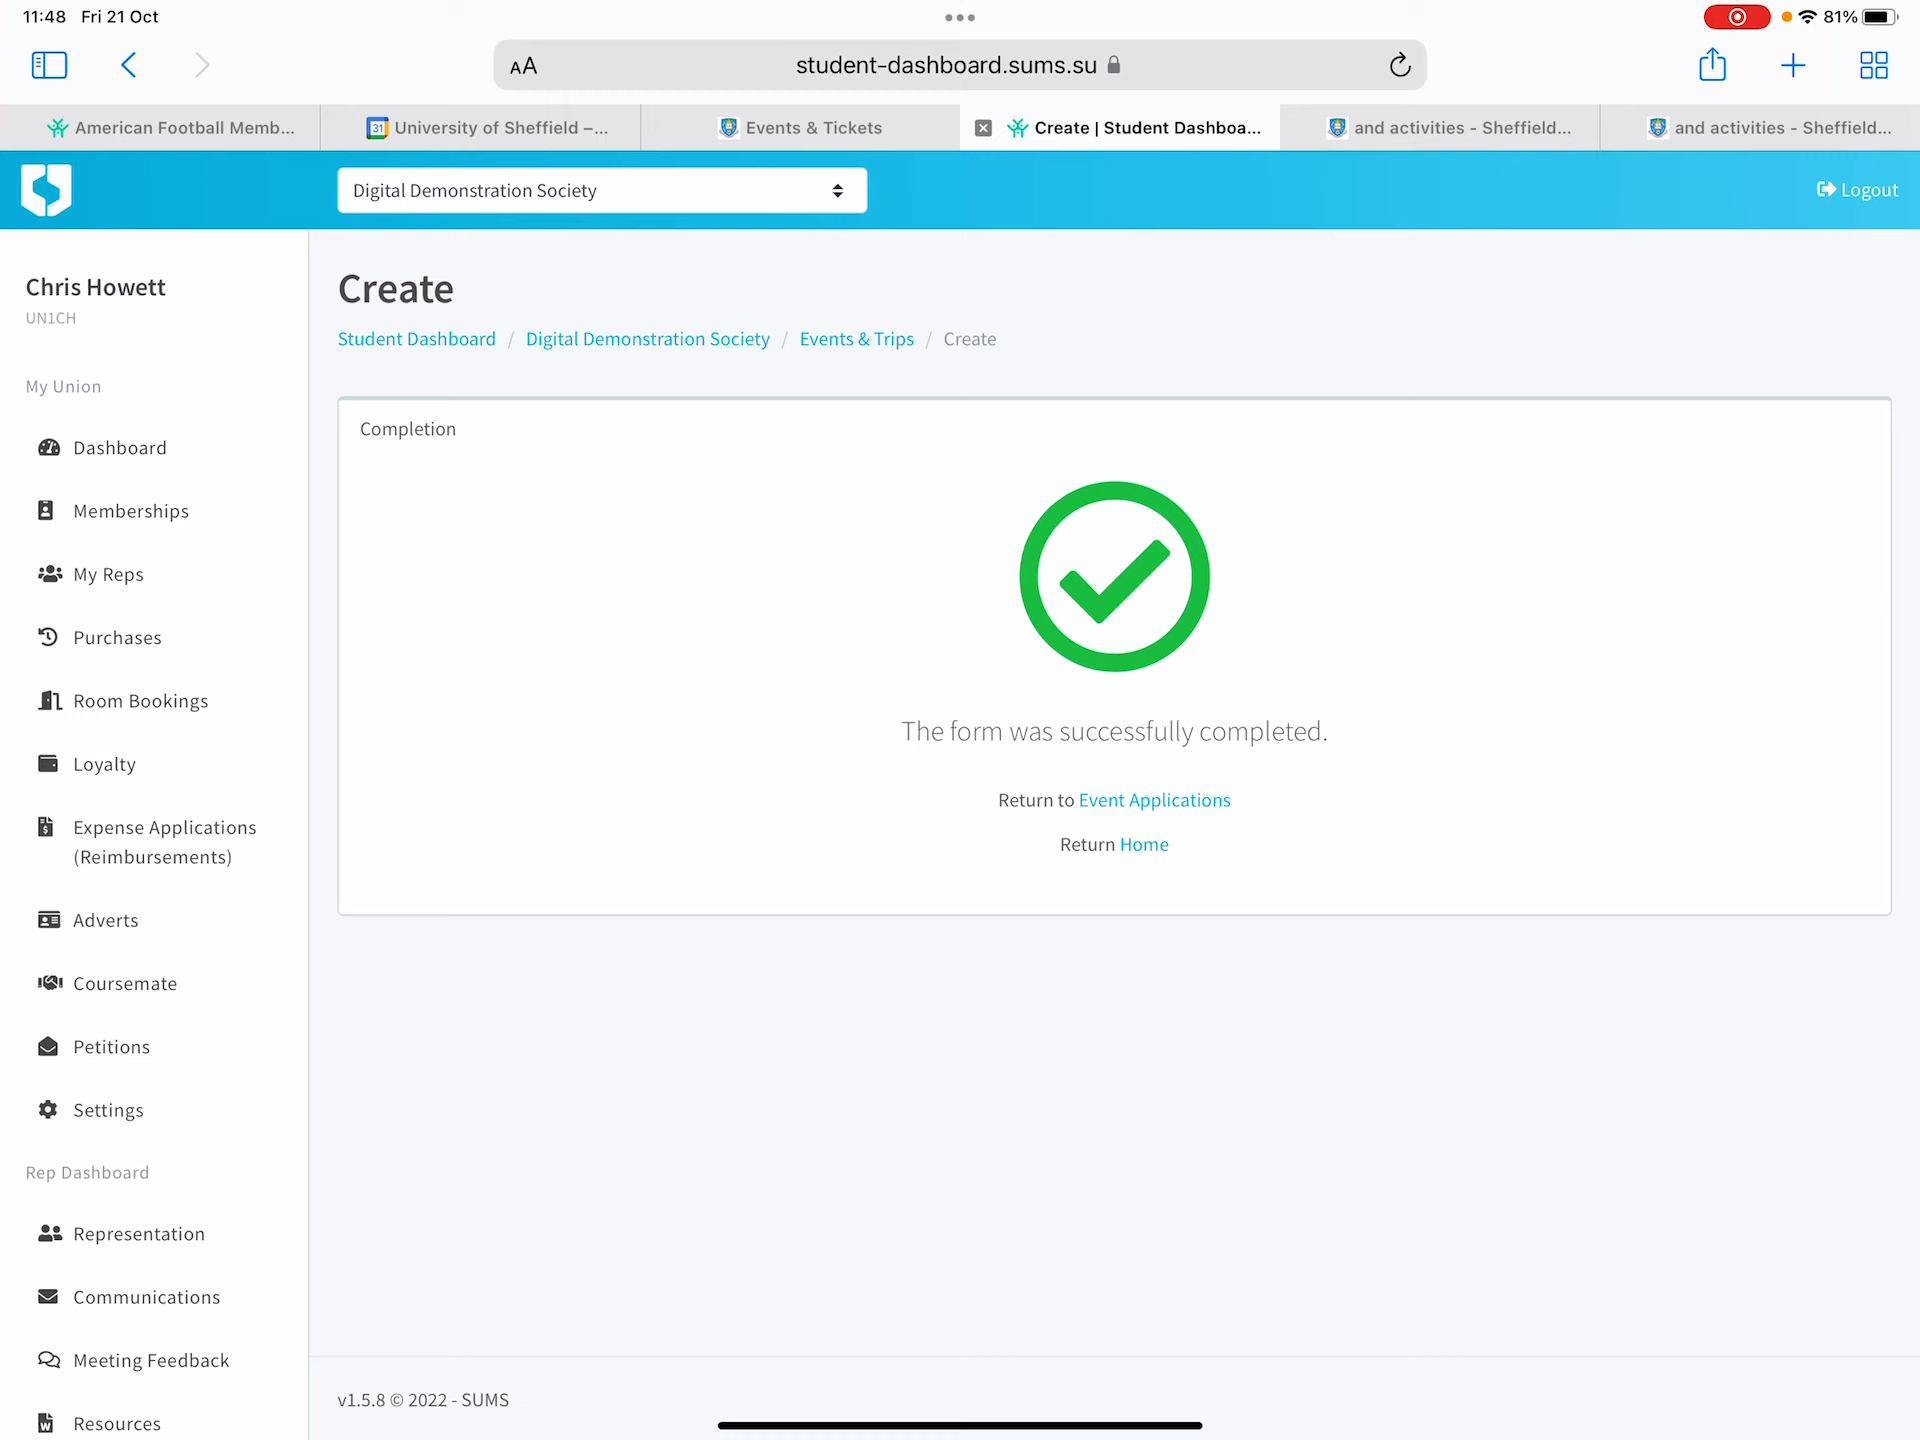 11:48 Fri 21 Oct
81%
AA
student-dashboard.sums.su
American Football Memb...
31
University of Sheffield –...
Events & Tickets
Create | Student Dashboa...
and activities - Sheffield...
and activities - Sheffield...
Digital Demonstration Society
Logout
Chris Howett
UN1CH
My Union
Dashboard
Memberships
My Reps
Purchases
Room Bookings
Loyalty
Expense Applications
(Reimbursements)
Adverts
Coursemate
Petitions
Settings
Rep Dashboard
Representation
Communications
Meeting Feedback
Resources
Create
Student Dashboard / Digital Demonstration Society / Events & Trips / Create
Completion
The form was successfully completed.
Return to Event Applications
Return Home
v1.5.8 © 2022 - SUMS